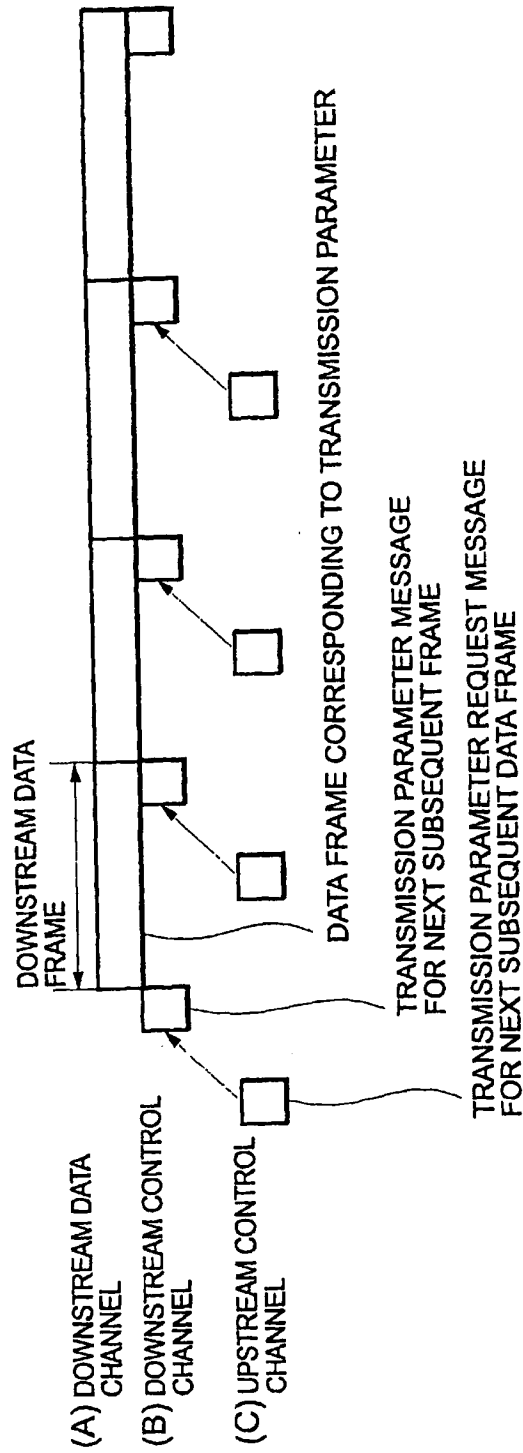 (A) DOWNSTREAM DATA
CHANNEL
(B) DOWNSTREAM CONTROL
CHANNEL
(C) UPSTREAM CONTROL
CHANNEL
DOWNSTREAM DATA
FRAME
DATA FRAME CORRESPONDING TO TRANSMISSION PARAMETER
TRANSMISSION PARAMETER MESSAGE
FOR NEXT SUBSEQUENT FRAME
TRANSMISSION PARAMETER REQUEST MESSAGE
FOR NEXT SUBSEQUENT DATA FRAME